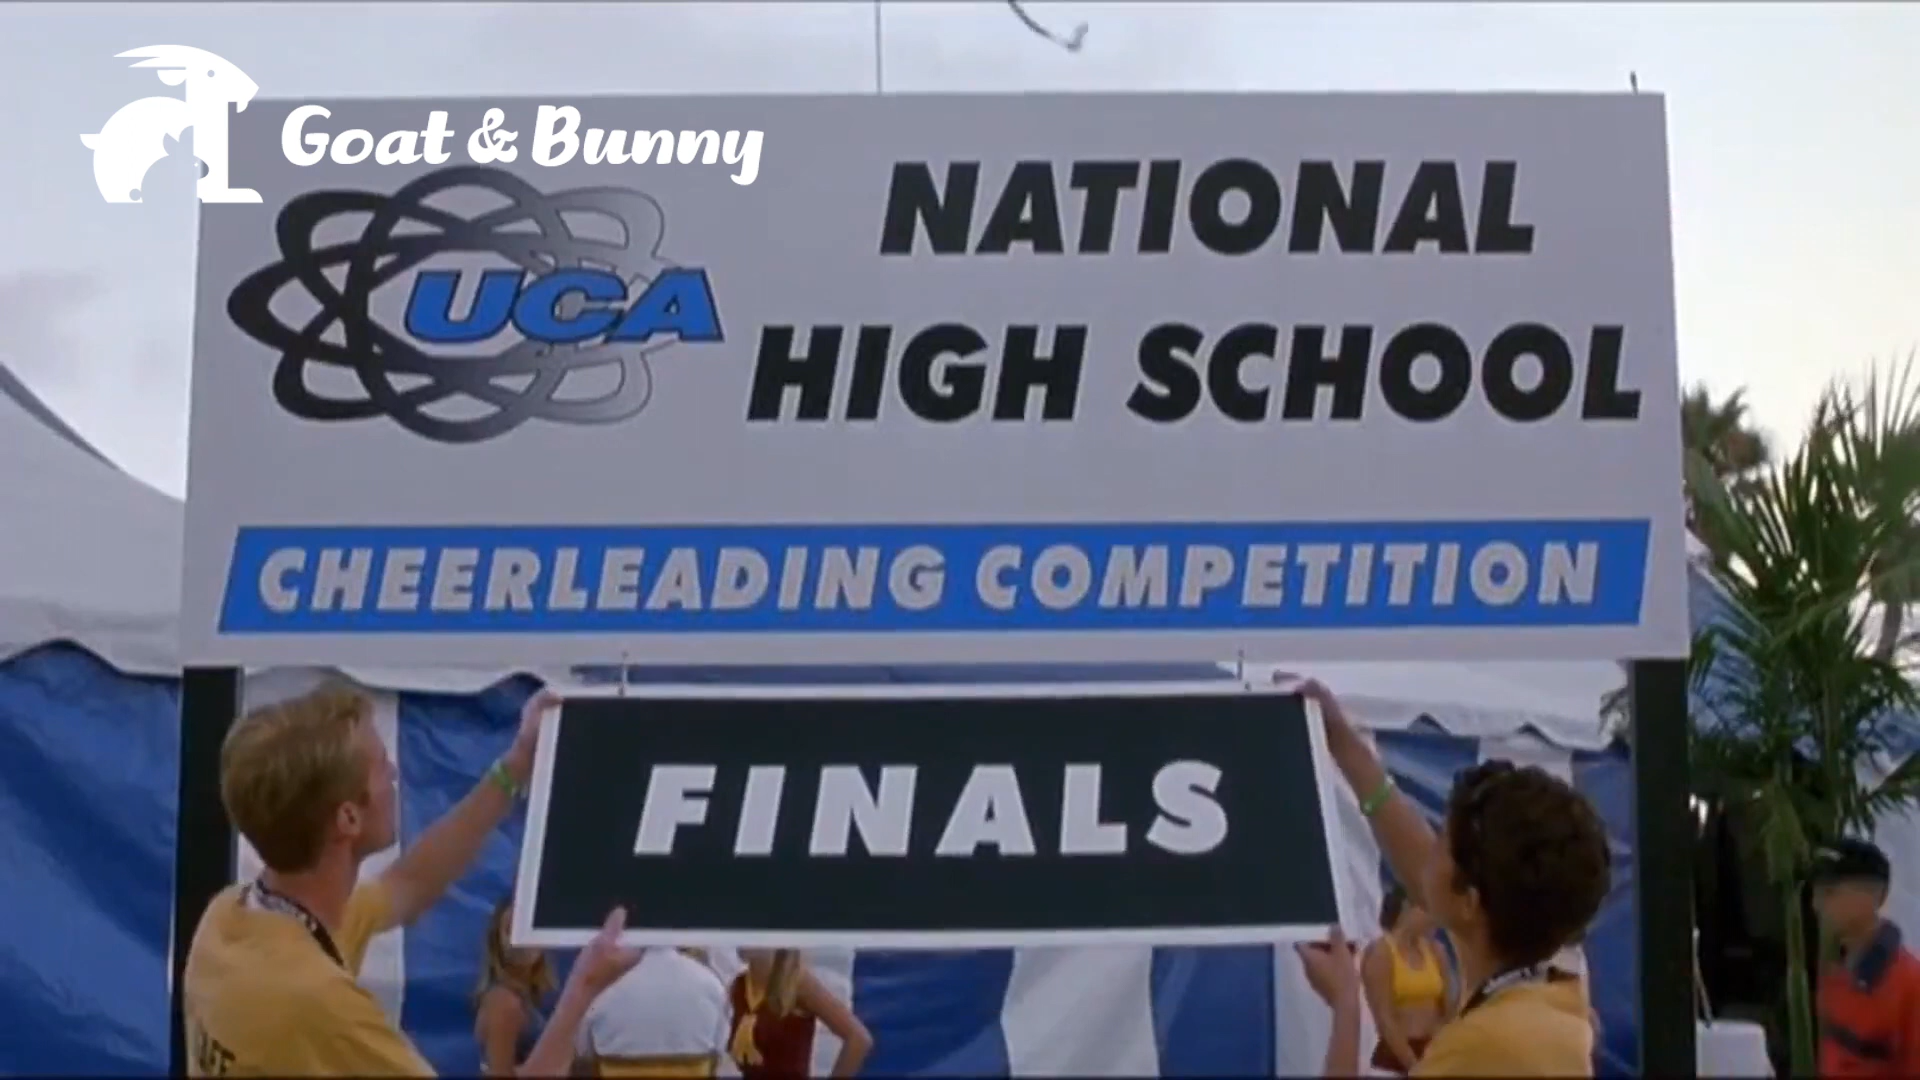 Goat & Bunny
UCA
NATIONAL
HIGH SCHOOL
CHEERLEADING COMPETITION
FINALS